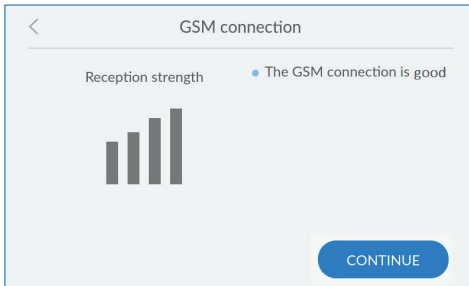 GSM connection
Reception strength
The GSM connection is good
CONTINUE